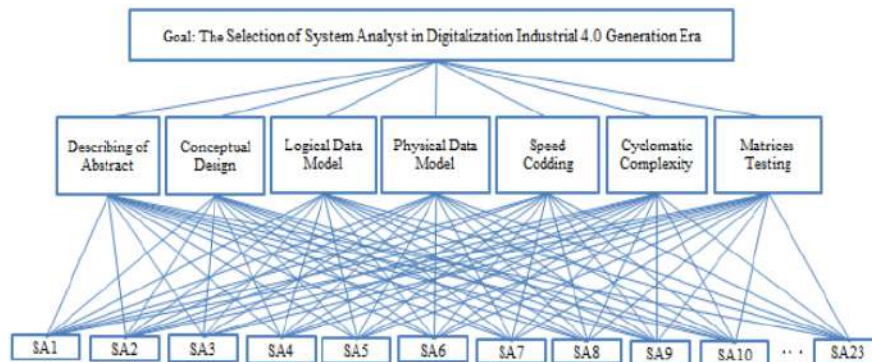 Goal: The Selection of System Analyst in Digitalization Industrial 4.0 Generation Era
Describing of
Abstract
Conceptual
Design
Logical Data
Model
Physical Data
Model
Speed
Codding
Cyclomatic
Complexity
Matrices
Testing
SA1
SA2
SA3
SA4
SA5
SA6
SA7
SA8
SA9
SA10
...
SA23